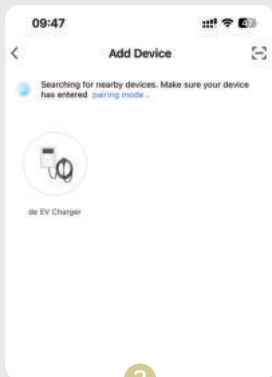 09:47
Add Device
Searching for nearby devices. Make sure your device
has entered pairing mode.
de EV Charger